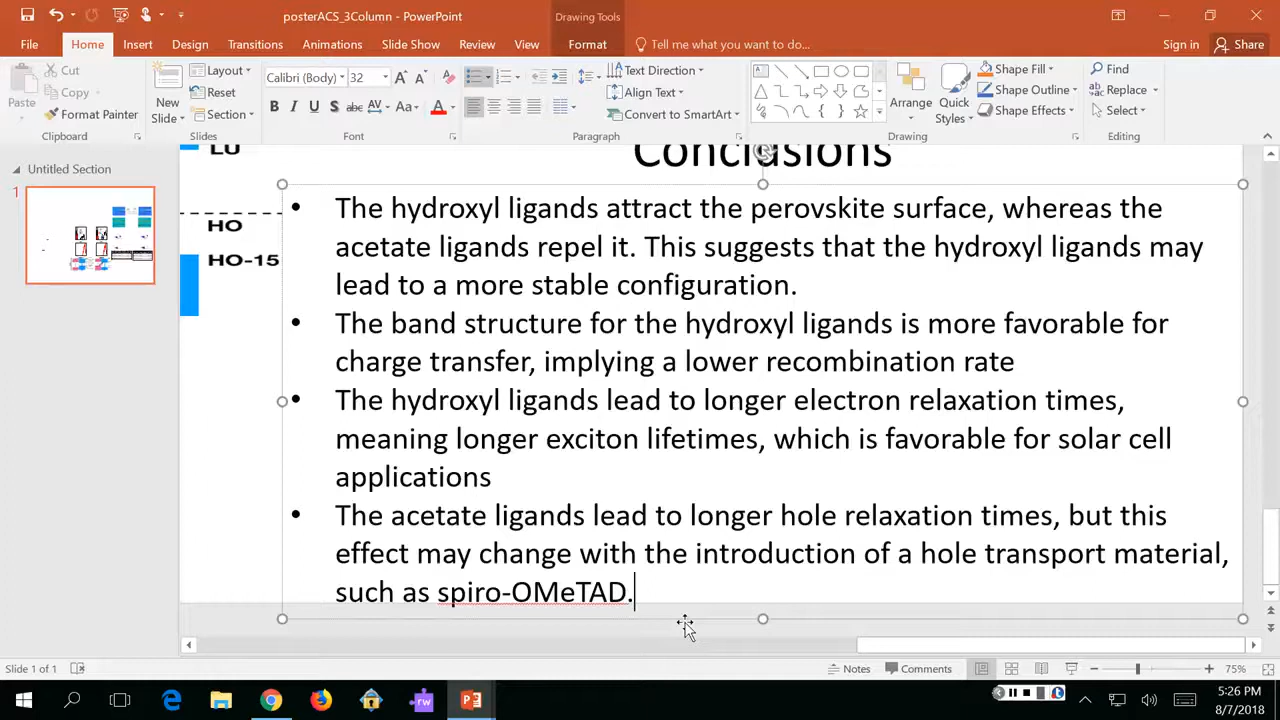 posterACS_3Column - PowerPoint
Drawing Tools
File
Home
Insert
Design
Transitions
Animations
Slide Show
Review
View
Format
Tell me what you want to do...
Sign in
Share
Paste
Cut
Copy
Format Painter
Clipboard
New Slide
Layout
Reset
Section
Slides
Calibri (Body)
32
B I U S abc AV Aa A
Font
Text Direction
Align Text
Convert to SmartArt
Paragraph
Arrange
Quick Styles
Shape Fill
Shape Outline
Shape Effects
Drawing
Find
Replace
Select
Editing
Untitled Section
1
LU
HO
HO-15
Conclusions
• The hydroxyl ligands attract the perovskite surface, whereas the
acetate ligands repel it. This suggests that the hydroxyl ligands may
lead to a more stable configuration.
• The band structure for the hydroxyl ligands is more favorable for
charge transfer, implying a lower recombination rate
• The hydroxyl ligands lead to longer electron relaxation times,
meaning longer exciton lifetimes, which is favorable for solar cell
applications
• The acetate ligands lead to longer hole relaxation times, but this
effect may change with the introduction of a hole transport material,
such as spiro-OMeTAD.
Slide 1 of 1
Notes
Comments
75%
5:26 PM
8/7/2018